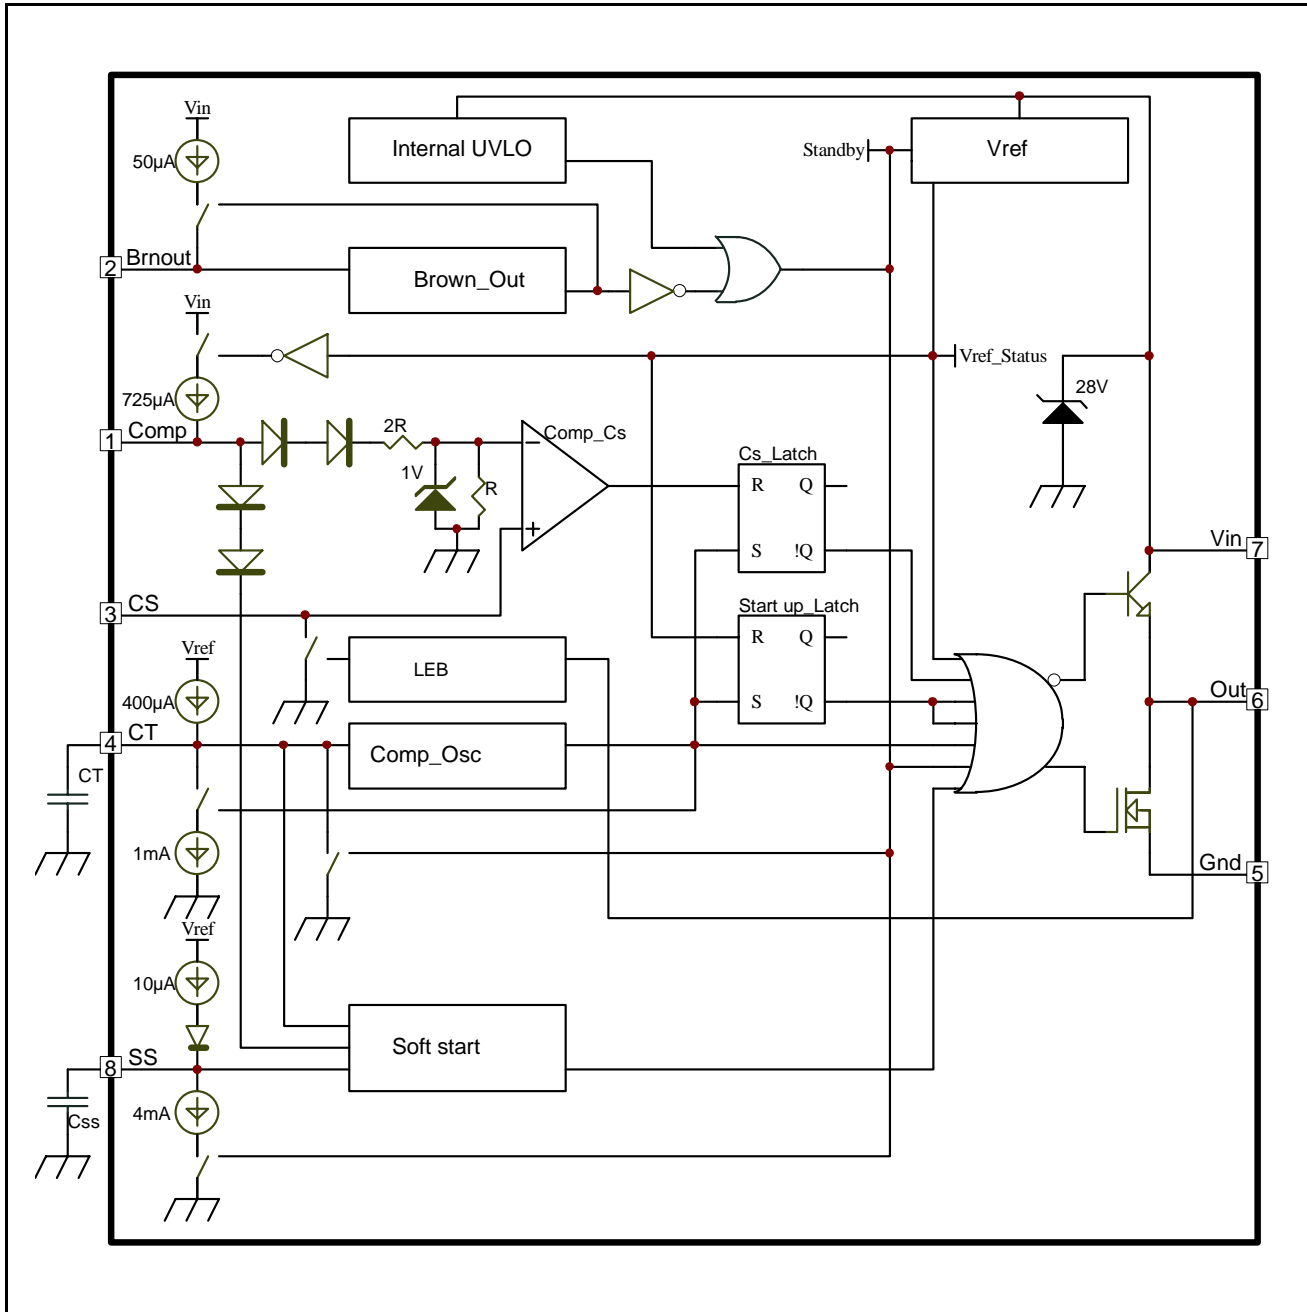 Vin
50µA
Internal UVLO
Standby
Vref
2
Brnout
Brown_Out
Vin
Vref_Status
725µA
28V
1
Comp
2R
Comp_Cs
1V
R
Cs_Latch
R
Q
S
!Q
Vin
7
3
CS
Start up_Latch
R
Q
S
!Q
Vref
LEB
400µA
Out
6
4
CT
Comp_Osc
CT
1mA
Gnd
5
Vref
10µA
Soft start
8
SS
4mA
Css